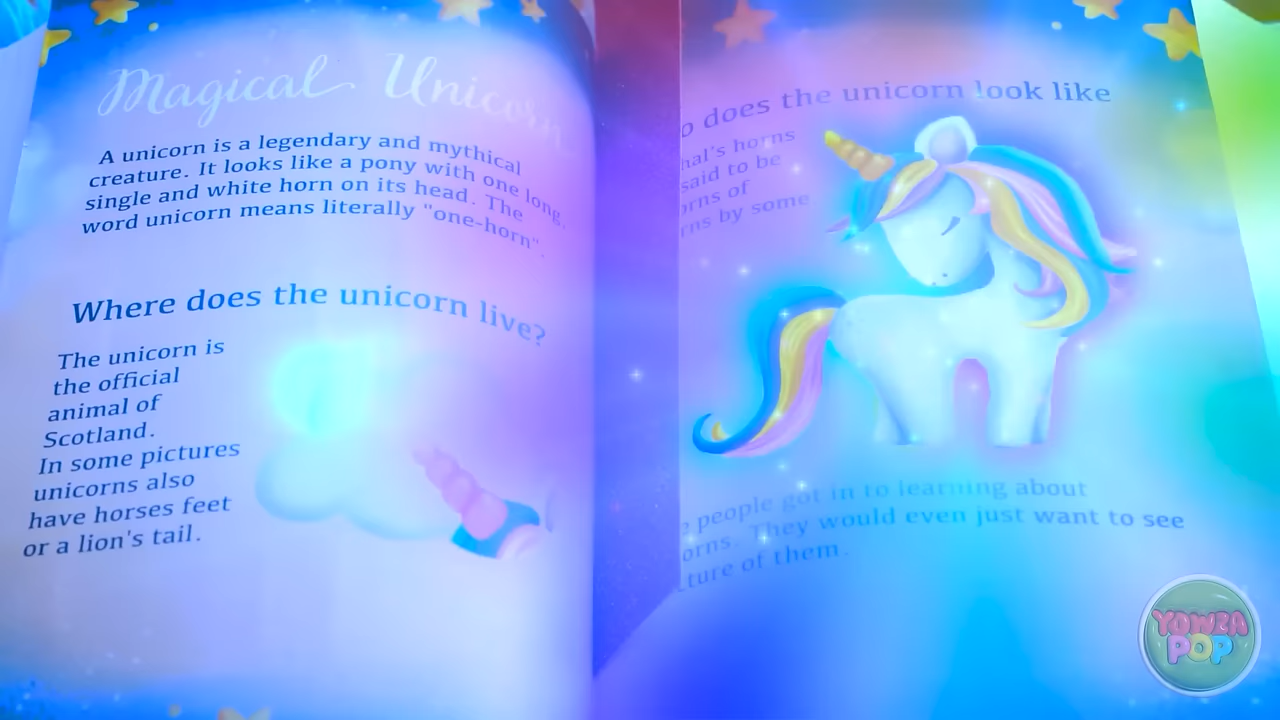 Magical Unicorn
A unicorn is a legendary and mythical
creature. It looks like a pony with one long,
single and white horn on its head. The
word unicorn means literally "one-horn".
Where does the unicorn live?
The unicorn is
the official
animal of
Scotland.
In some pictures
unicorns also
have horses feet
or a lion's tail.
does the unicorn look like
horns
said to be
of
by some
people got in to learning about
They would even just want to see
of them.
YOWZA
POP